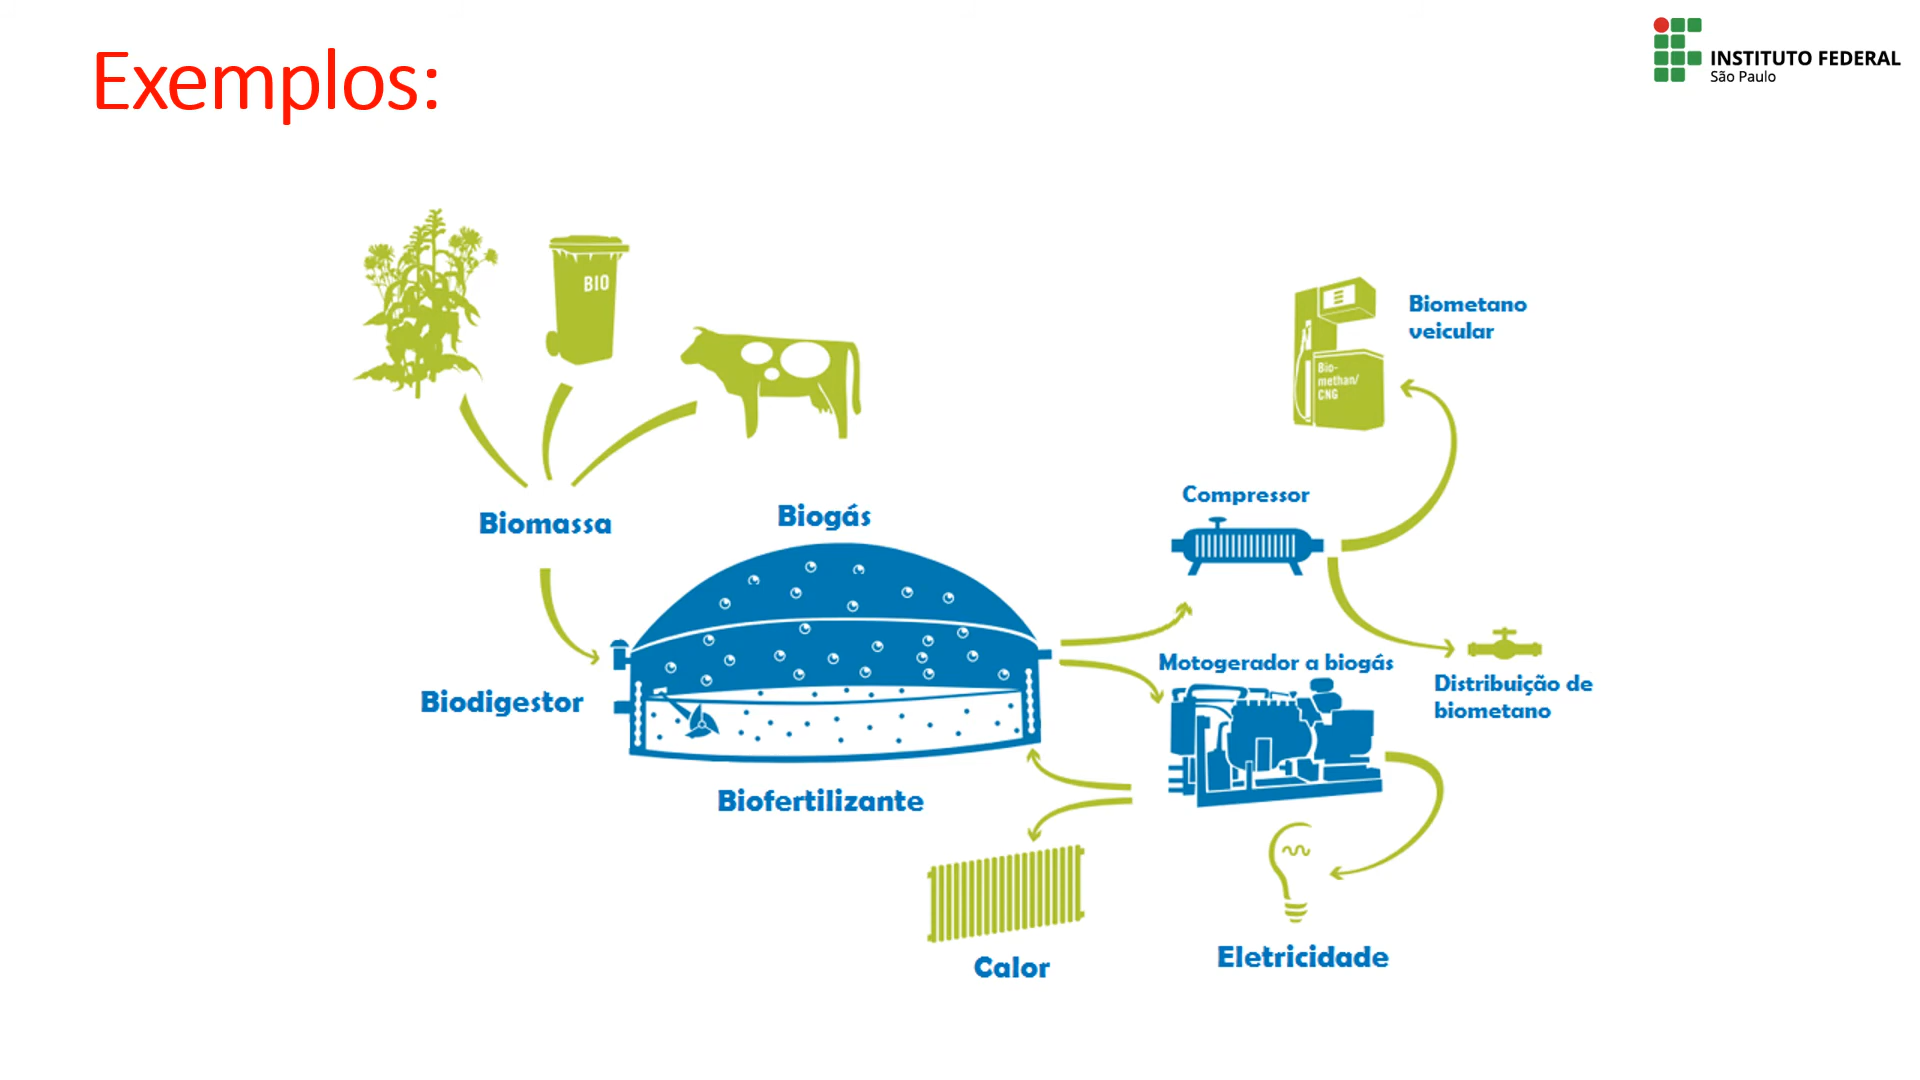 Exemplos:
INSTITUTO FEDERAL
São Paulo
BIO
Biometano
veicular
Bio-
methan/
CNG
Compressor
Biomassa
Biogás
Motogerador a biogás
Biodigestor
Distribuição de
biometano
Biofertilizante
Calor
Eletricidade